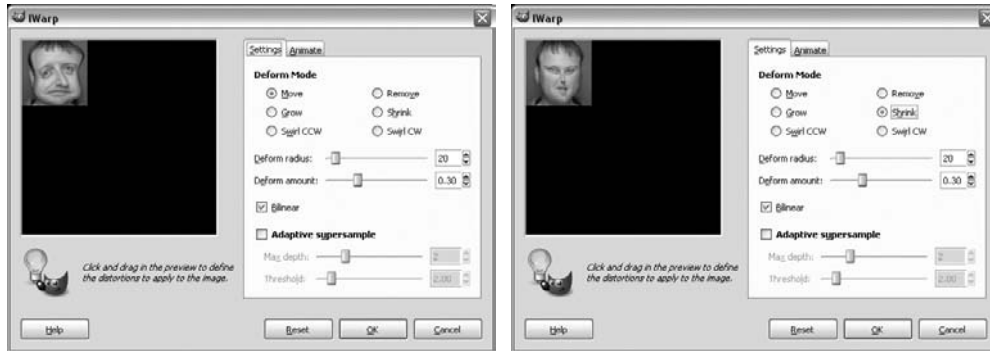 IWarp
Settings Animate
Deform Mode
Move Remove
Grow Shrink
Swirl CCW Swirl CW
Deform radius: 20
Deform amount: 0.30
Bilinear
Adaptive supersample
Max depth: 2
Threshold: 2.00
Click and drag in the preview to define
the distortions to apply to the image.
Help Reset OK Cancel
IWarp
Settings Animate
Deform Mode
Move Remove
Grow Shrink
Swirl CCW Swirl CW
Deform radius: 20
Deform amount: 0.30
Bilinear
Adaptive supersample
Max depth: 2
Threshold: 2.00
Click and drag in the preview to define
the distortions to apply to the image.
Help Reset OK Cancel